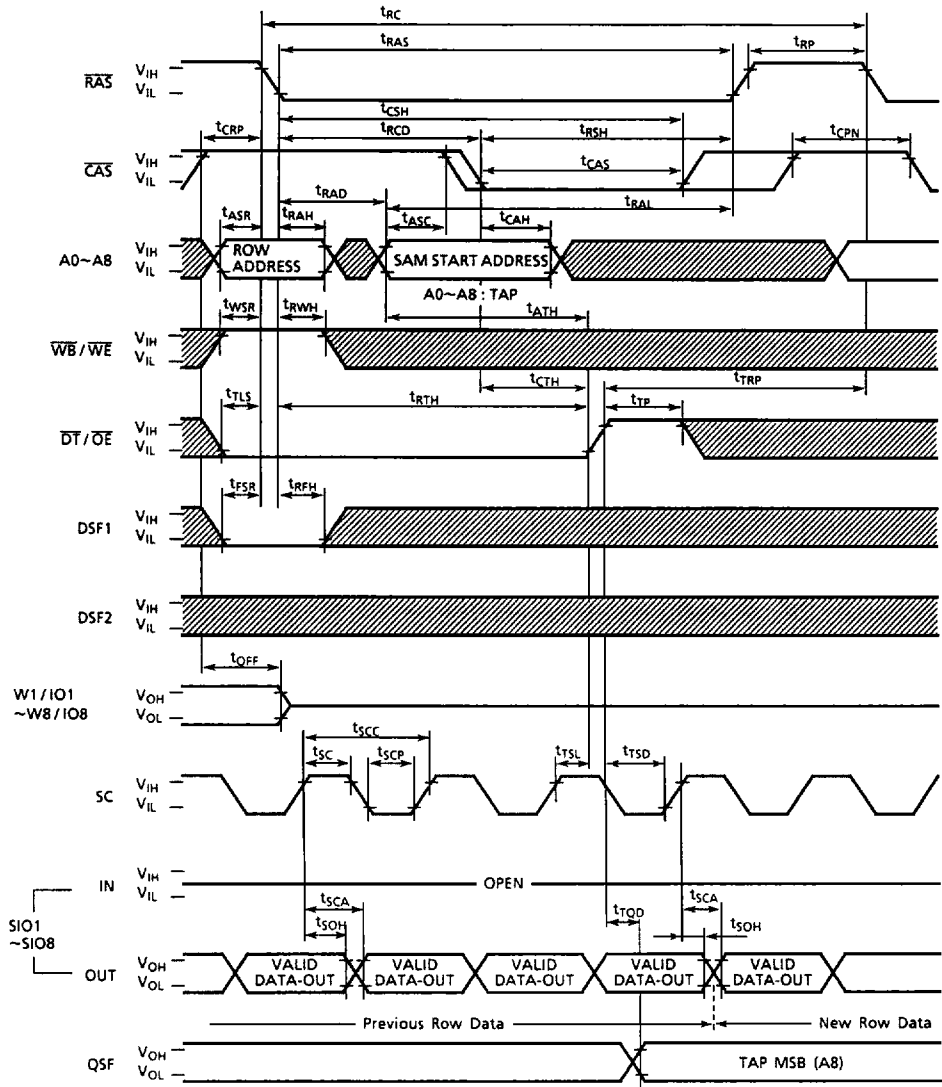 tRC
tRAS
tRP
RAS
VIH
VIL
tCSH
tCRP
tRCD
tRSH
tCPN
CAS
VIH
VIL
tCAS
tRAD
tRAL
tASR
tRAH
tASC
tCAH
A0~A8
VIH
VIL
ROW
ADDRESS
SAM START ADDRESS
A0~A8 : TAP
tWSR
tRWH
tATH
WB / WE
VIH
VIL
tCTH
tTRP
tTLS
tRTH
tTP
DT / OE
VIH
VIL
tFSR
tRFH
DSF1
VIH
VIL
DSF2
VIH
VIL
tOFF
W1 / IO1
~W8 / IO8
VOH
VOL
tSCC
tSC
tSCP
tTSL
tTSD
SC
VIH
VIL
IN
VIH
VIL
OPEN
SIO1
~SIO8
tSCA
tSOH
tTQD
tSCA
tSOH
OUT
VOH
VOL
VALID
DATA-OUT
VALID
DATA-OUT
VALID
DATA-OUT
VALID
DATA-OUT
VALID
DATA-OUT
Previous Row Data
New Row Data
QSF
VOH
VOL
TAP MSB (A8)